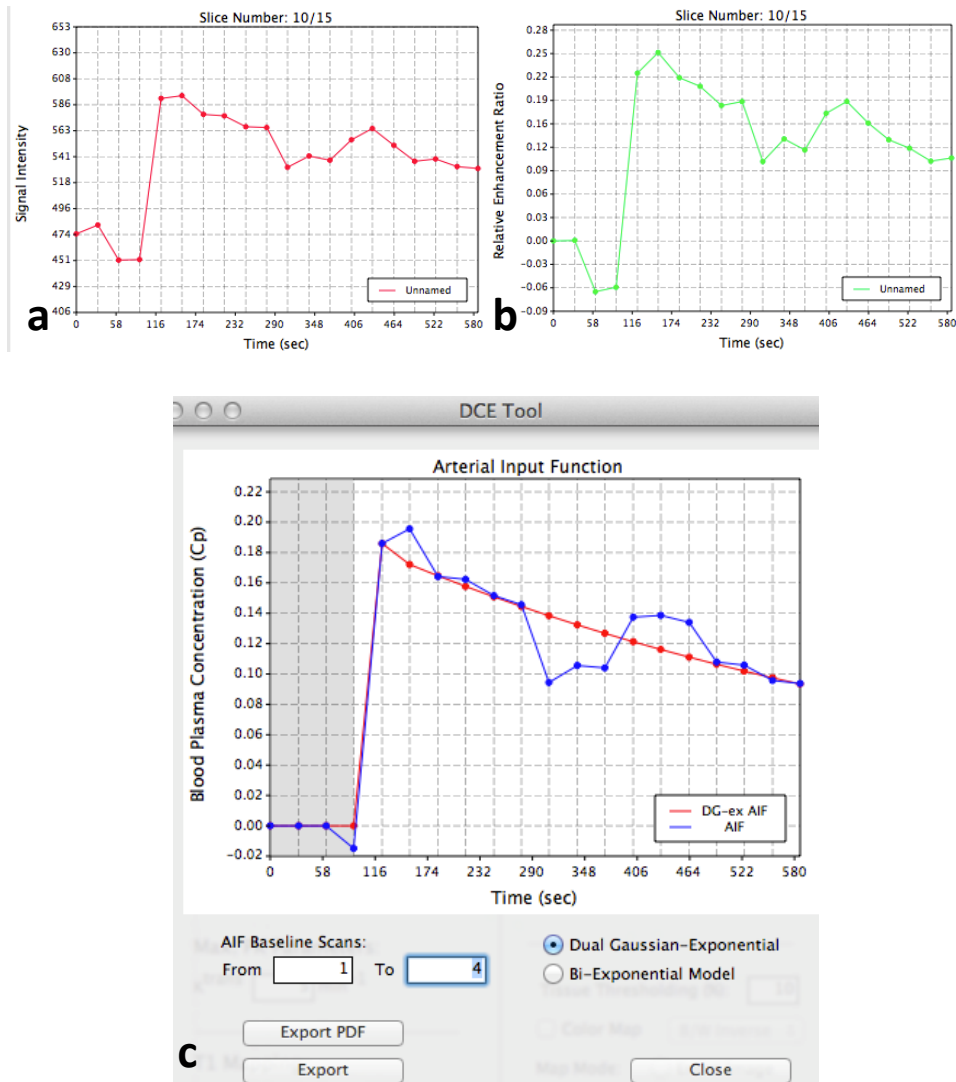 Slice Number: 10/15
653
630
608
586
563
541
518
496
474
451
429
406
Signal Intensity
0 58 116 174 232 290 348 406 464 522 580
Time (sec)
Unnamed
a
Slice Number: 10/15
0.28
0.25
0.22
0.19
0.16
0.12
0.09
0.06
0.03
0.00
-0.03
-0.06
-0.09
Relative Enhancement Ratio
0 58 116 174 232 290 348 406 464 522 580
Time (sec)
Unnamed
b
DCE Tool
Arterial Input Function
0.22
0.20
0.18
0.16
0.14
0.12
0.10
0.08
0.06
0.04
0.02
0.00
-0.02
Blood Plasma Concentration (Cp)
0 58 116 174 232 290 348 406 464 522 580
Time (sec)
DG-ex AIF
AIF
AIF Baseline Scans:
From 1 To 4
Dual Gaussian-Exponential
Bi-Exponential Model
Tissue Thresholding (N): 10
Color Map
Export PDF
Export
Map Mode:
Close
c